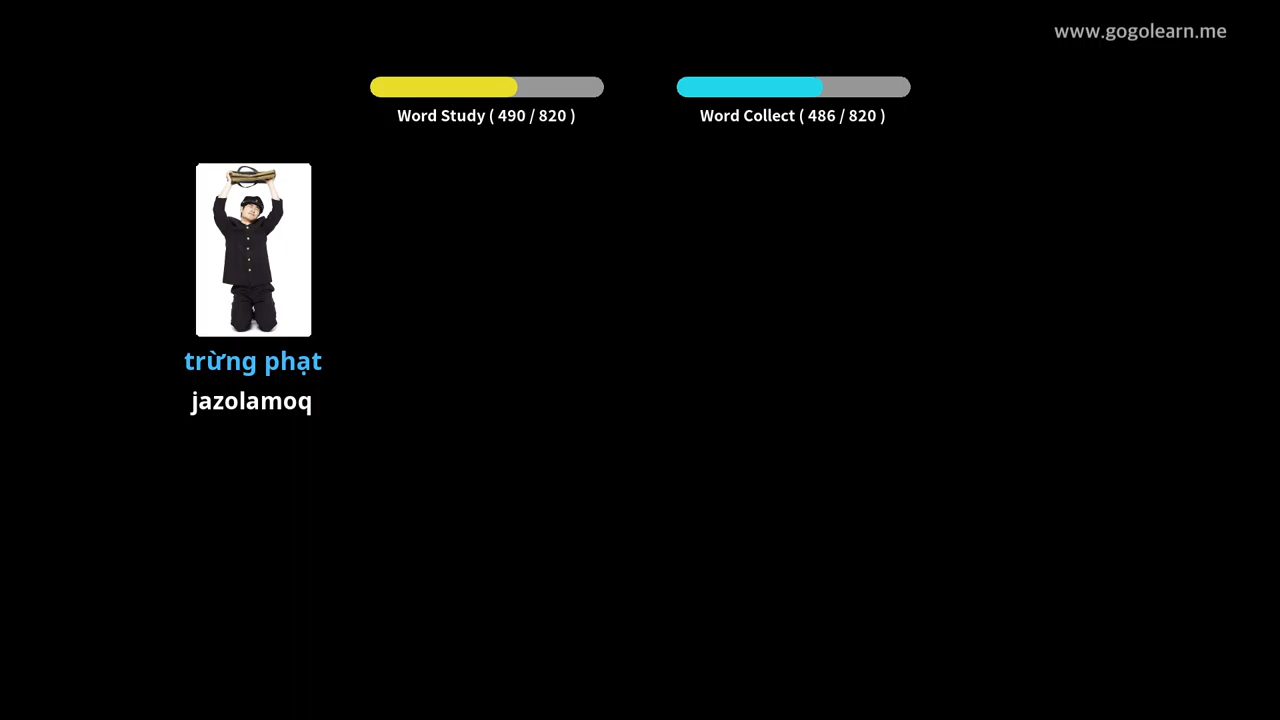 www.gogolearn.me
Word Study ( 490 / 820 )
Word Collect ( 486 / 820 )
trừng phạt
jazolamoq